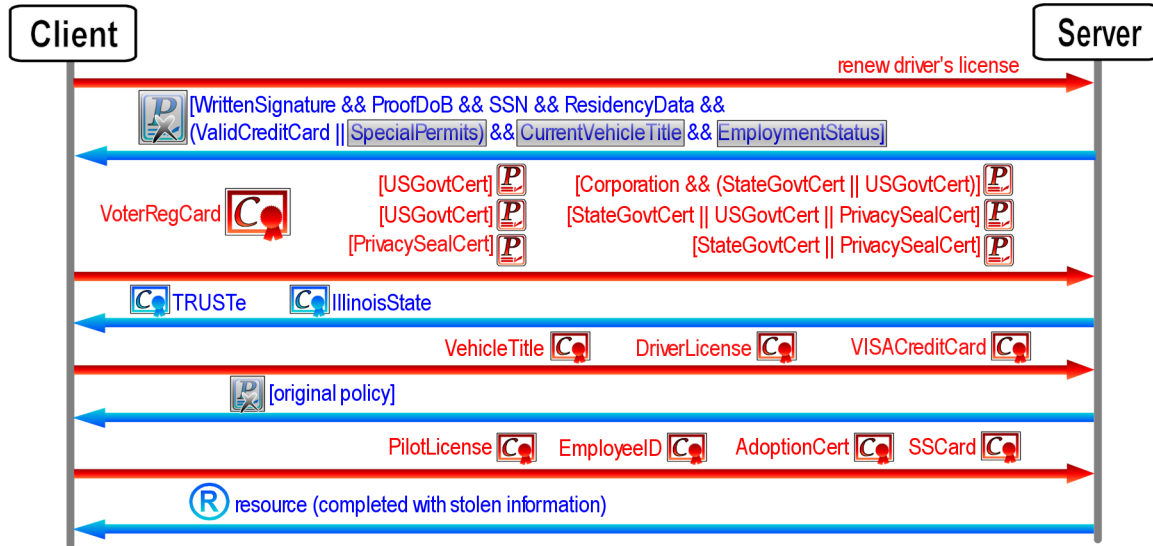 Client
Server
renew driver's license
P [WrittenSignature && ProofDoB && SSN && ResidencyData &&
(ValidCreditCard || SpecialPermits) && CurrentVehicleTitle && EmploymentStatus]
[USGovtCert] P [Corporation && (StateGovtCert || USGovtCert)] P
VoterRegCard C [USGovtCert] P [StateGovtCert || USGovtCert || PrivacySealCert] P
[PrivacySealCert] P [StateGovtCert || PrivacySealCert] P
C TRUSTe C IllinoisState
VehicleTitle C DriverLicense C VISACreditCard C
P [original policy]
PilotLicense C EmployeeID C AdoptionCert C SSCard C
R resource (completed with stolen information)